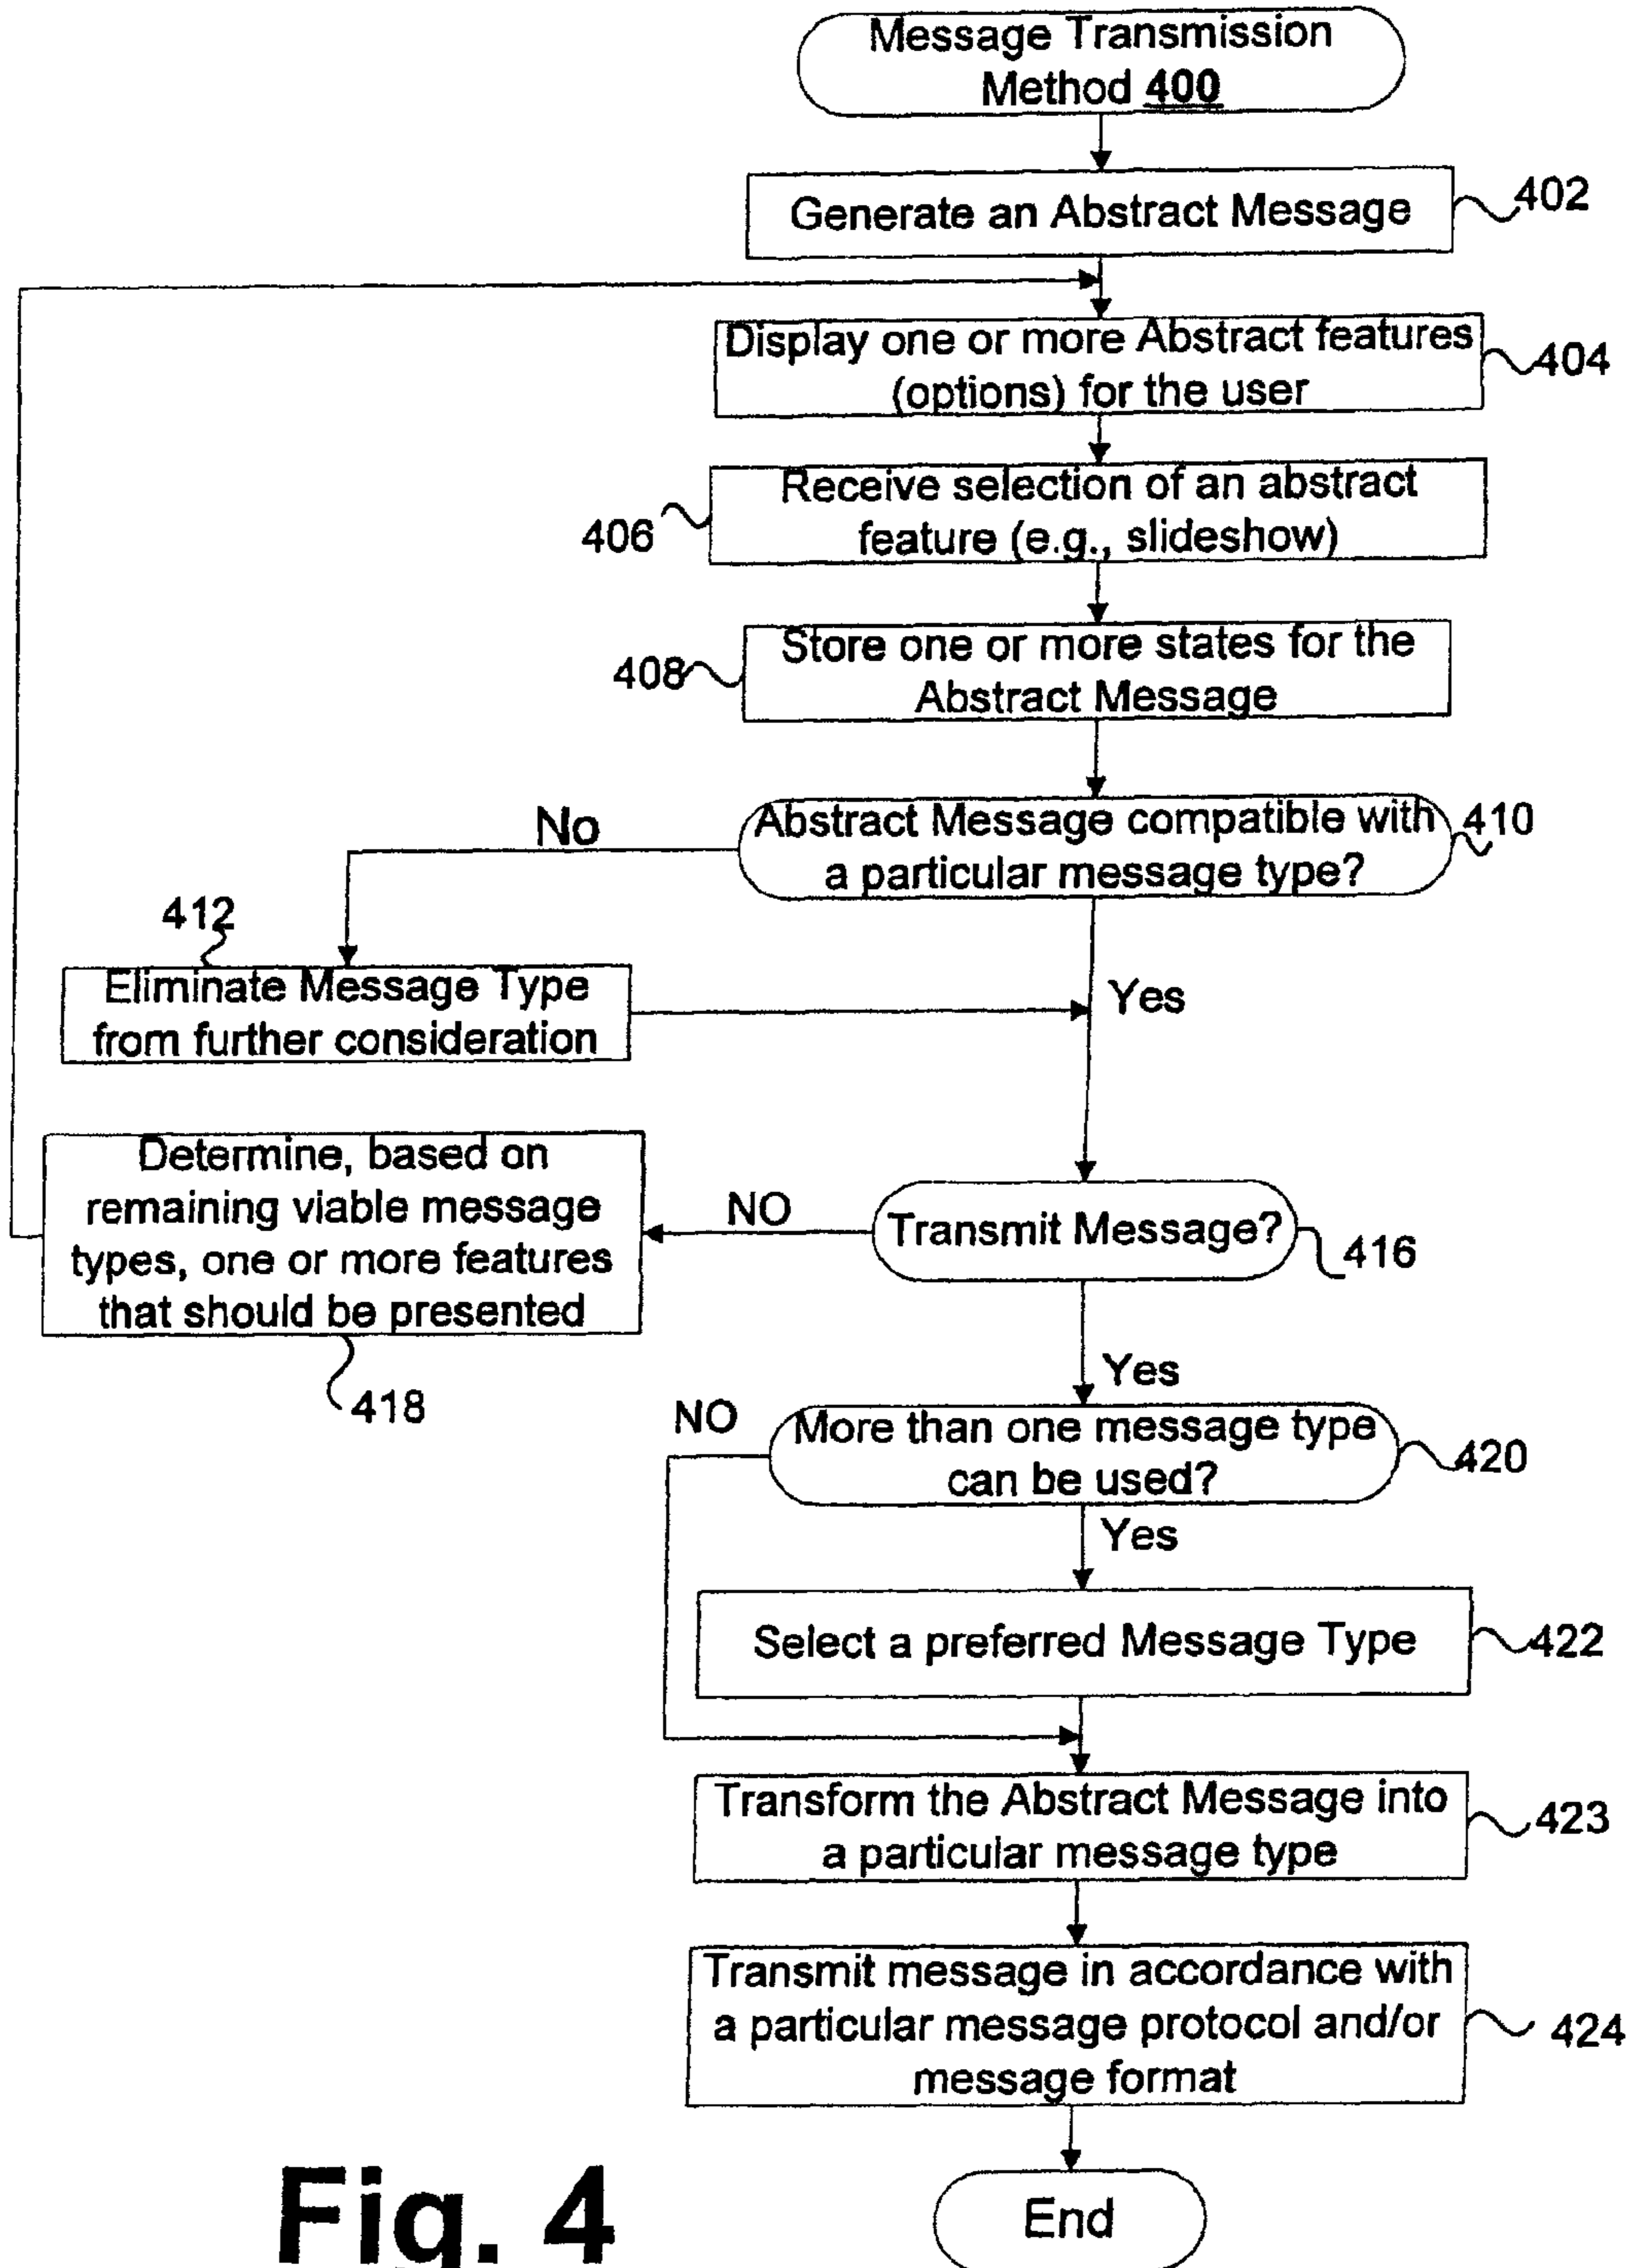 Message Transmission
Method 400
Generate an Abstract Message
402
Display one or more Abstract features
(options) for the user
404
Receive selection of an abstract
feature (e.g., slideshow)
406
Store one or more states for the
Abstract Message
408
Abstract Message compatible with
a particular message type?
410
No
412
Eliminate Message Type
from further consideration
Yes
Determine, based on
remaining viable message
types, one or more features
that should be presented
418
NO
Transmit Message?
416
Yes
NO
More than one message type
can be used?
420
Yes
Select a preferred Message Type
422
Transform the Abstract Message into
a particular message type
423
Transmit message in accordance with
a particular message protocol and/or
message format
424
End
Fig. 4